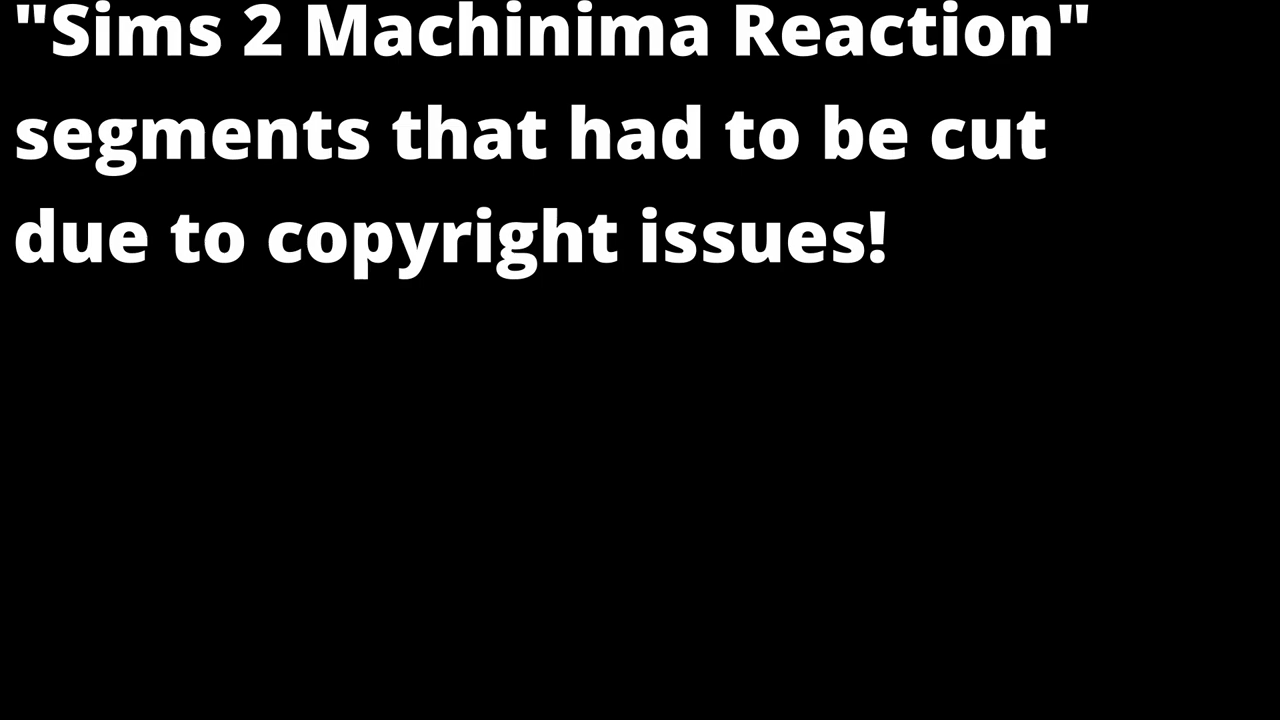 "Sims 2 Machinima Reaction"
segments that had to be cut
due to copyright issues!